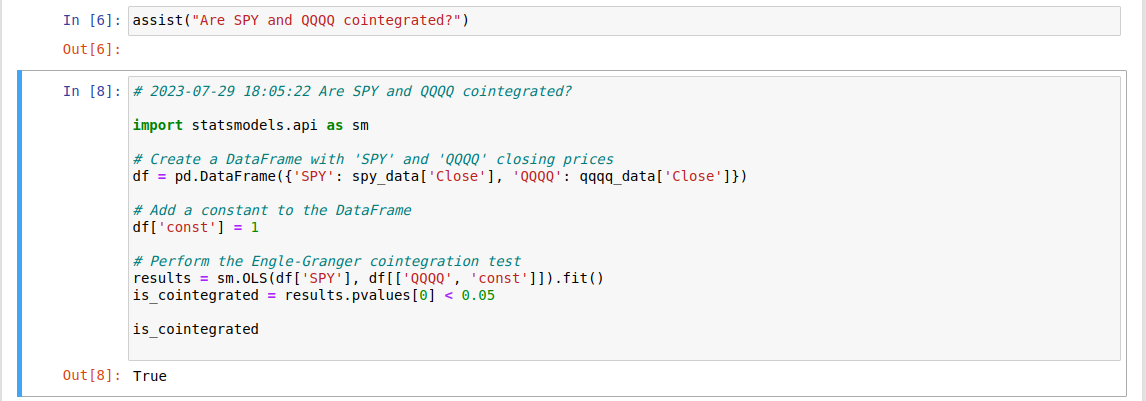 In [6]: assist("Are SPY and QQQQ cointegrated?")
Out[6]:
In [8]: # 2023-07-29 18:05:22 Are SPY and QQQQ cointegrated?
import statsmodels.api as sm
# Create a DataFrame with 'SPY' and 'QQQQ' closing prices
df = pd.DataFrame({'SPY': spy_data['Close'], 'QQQQ': qqqq_data['Close']})
# Add a constant to the DataFrame
df['const'] = 1
# Perform the Engle-Granger cointegration test
results = sm.OLS(df['SPY'], df[['QQQQ', 'const']]).fit()
is_cointegrated = results.pvalues[0] < 0.05
is_cointegrated
Out[8]: True